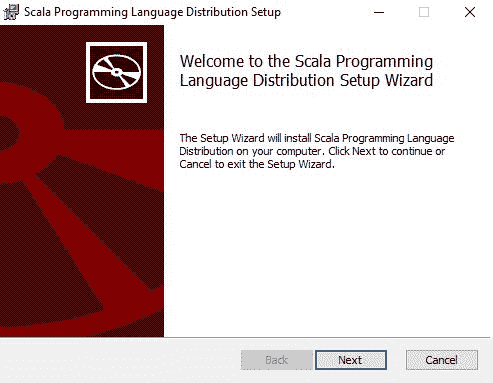 Scala Programming Language Distribution Setup
Welcome to the Scala Programming
Language Distribution Setup Wizard
The Setup Wizard will install Scala Programming Language
Distribution on your computer. Click Next to continue or
Cancel to exit the Setup Wizard.
Back Next Cancel